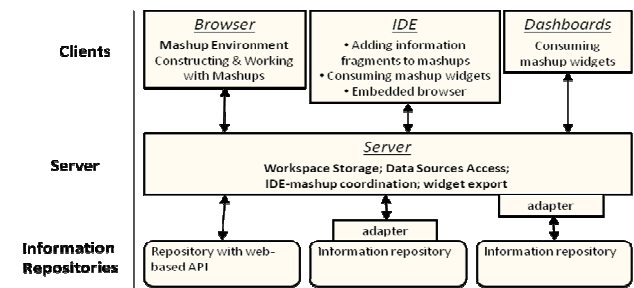 Clients
Browser
Mashup Environment
Constructing & Working
with Mashups
IDE
• Adding information
fragments to mashups
• Consuming mashup widgets
• Embedded browser
Dashboards
Consuming
mashup widgets
Server
Server
Workspace Storage; Data Sources Access;
IDE-mashup coordination; widget export
adapter
adapter
Information
Repositories
Repository with web-
based API
Information repository
Information repository